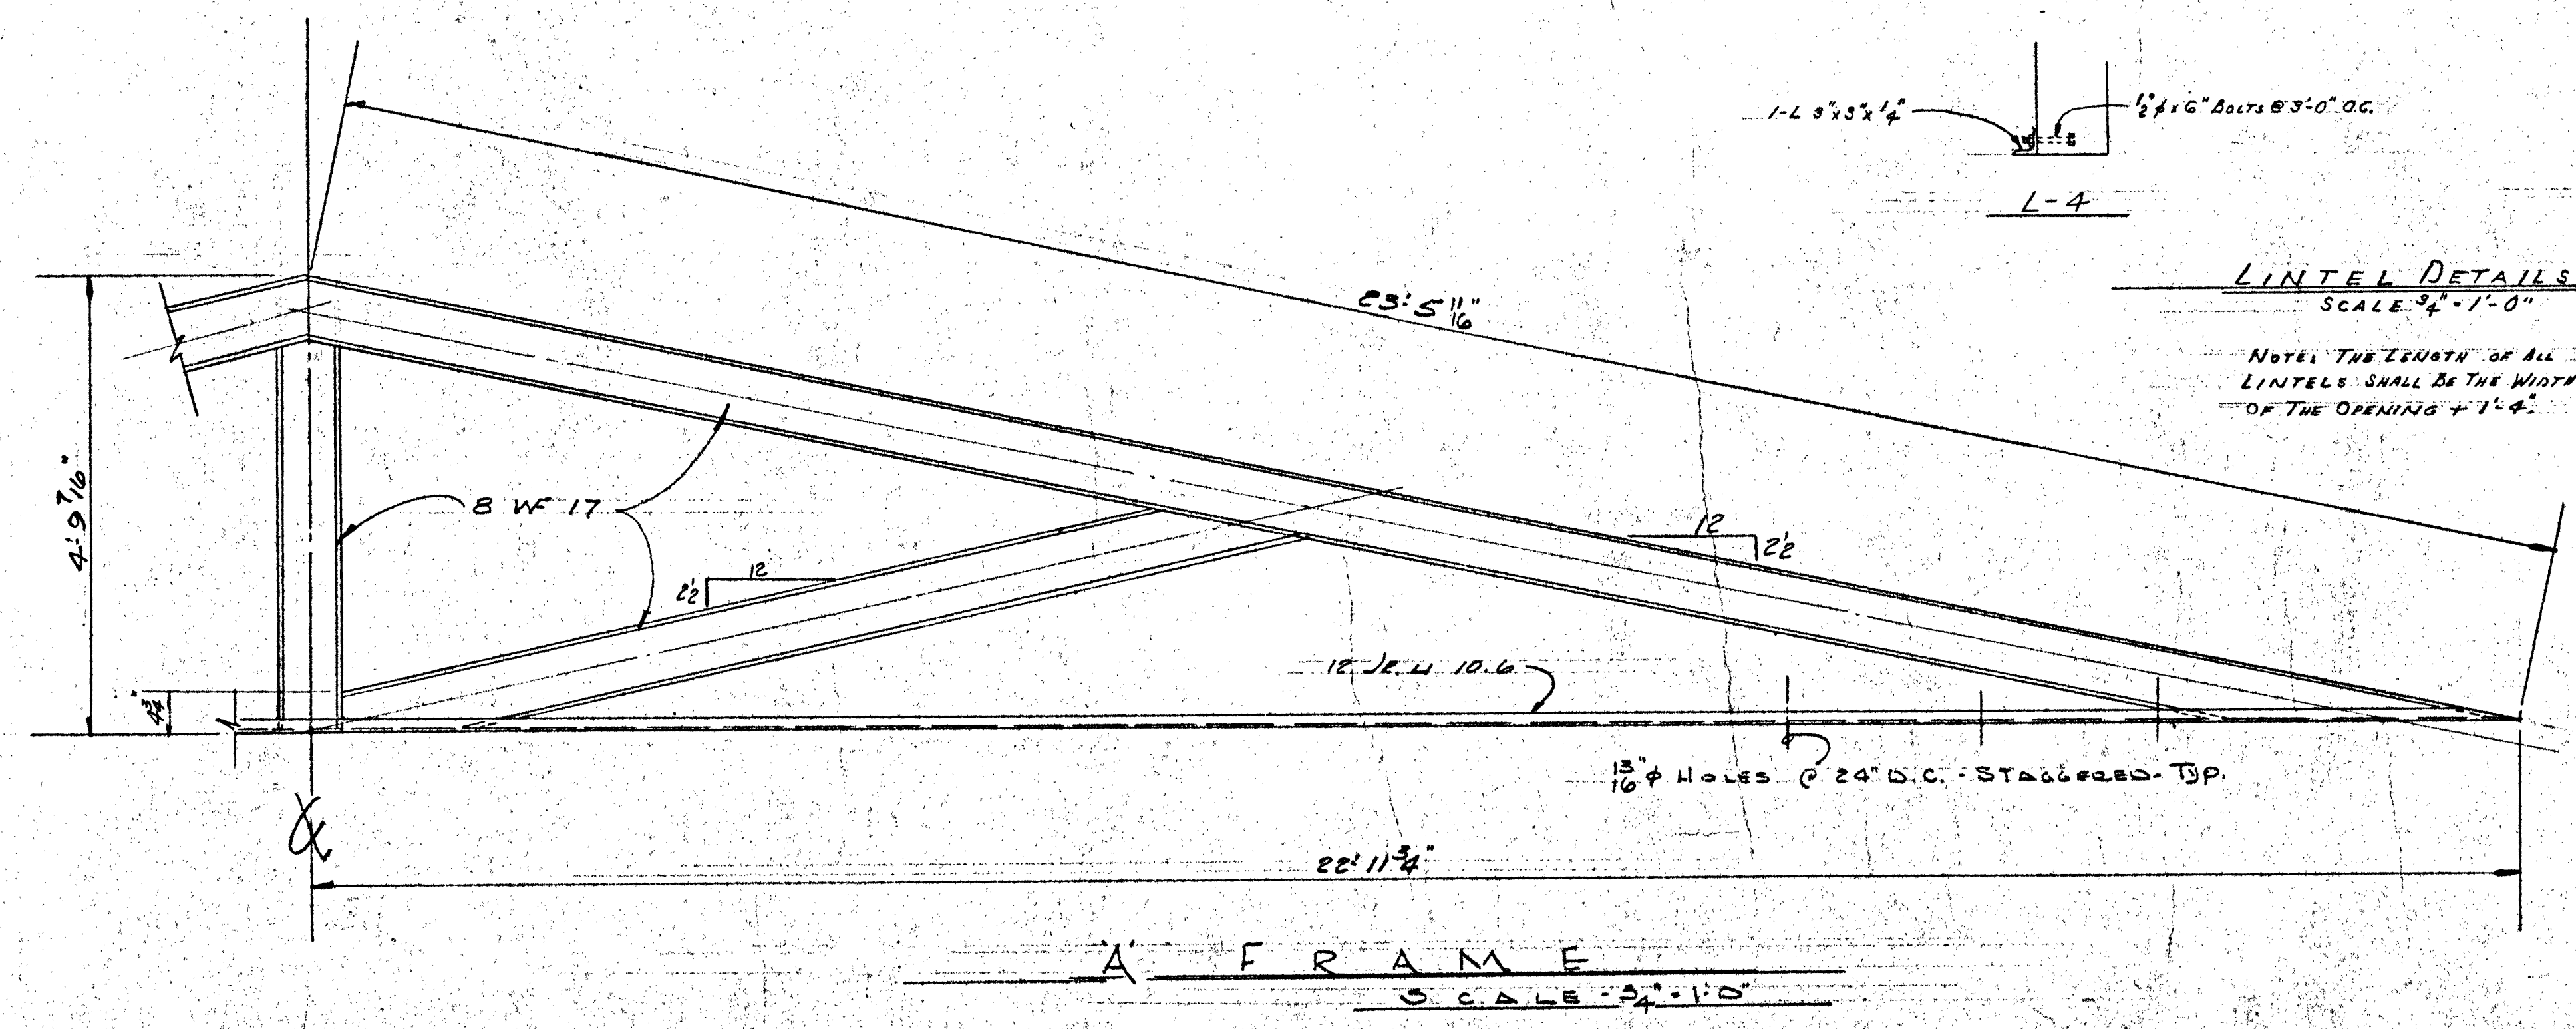 1-L 3"x3"x1/4"
1/2"φx6" BOLTS @ 3'-0" O.C.
L-4
LINTEL DETAILS
SCALE 3/4" - 1'-0"
NOTE: THE LENGTH OF ALL
LINTELS SHALL BE THE WIDTH
OF THE OPENING + 1'-4"
23'-5 11/16"
4'-9 7/16"
8 WF 17
12
2 1/2
12
2 1/2
12 JR. U 10.6
13/16"φ HOLES @ 24" O.C. - STAGGERED - TYP.
22'-11 3/4"
'A' FRAME
SCALE - 3/4" = 1'-0"